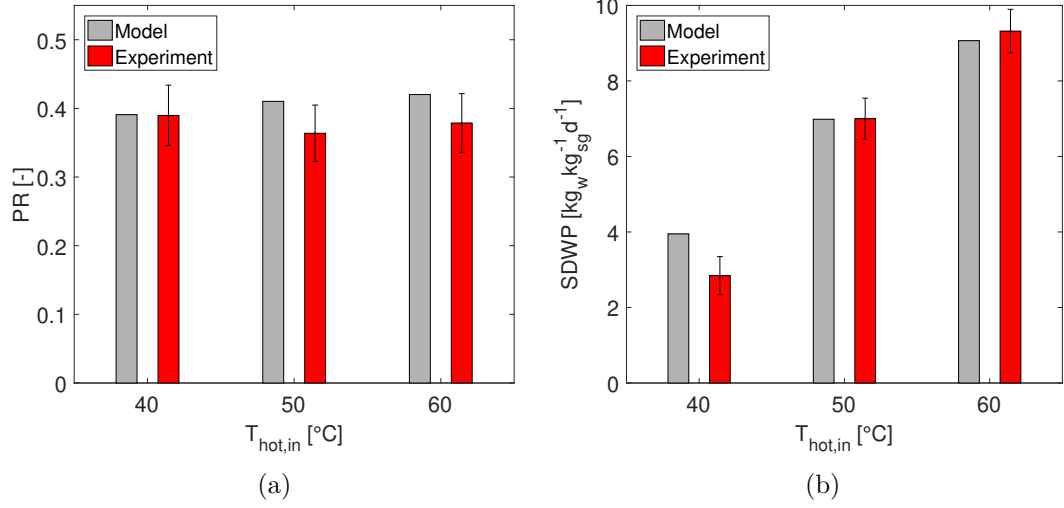 0.5
0.4
0.3
0.2
0.1
0
PR [-]
Model
Experiment
40
50
60
T_hot,in [°C]
(a)
10
8
6
4
2
0
SDWP [kg_w kg_sg^-1 d^-1]
Model
Experiment
40
50
60
T_hot,in [°C]
(b)